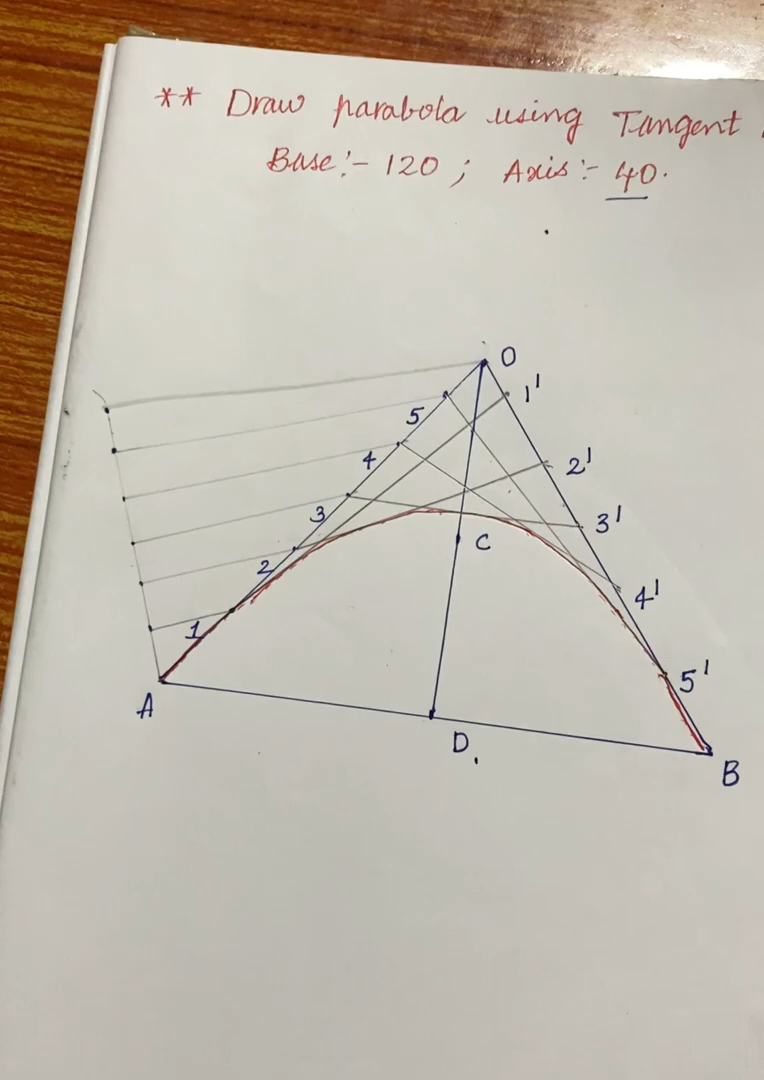 ** Draw parabola using Tangent
Base:- 120 ; Axis:- 40.
O
1'
5
4
2'
3
3'
C
2
4'
1
5'
A
D
B